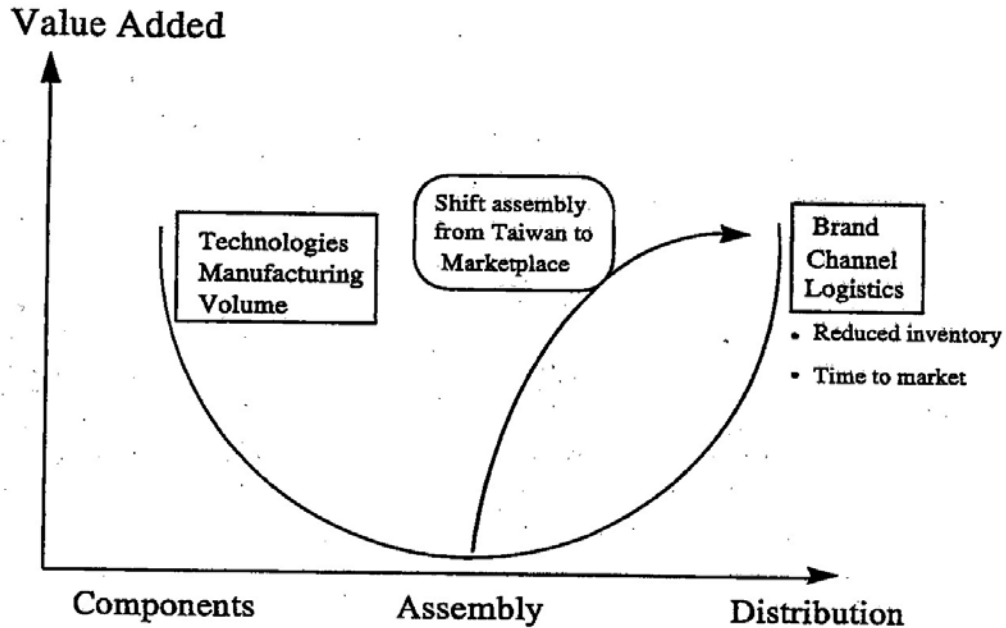 Value Added
Technologies
Manufacturing
Volume
Shift assembly
from Taiwan to
Marketplace
Brand
Channel
Logistics
• Reduced inventory
• Time to market
Components
Assembly
Distribution